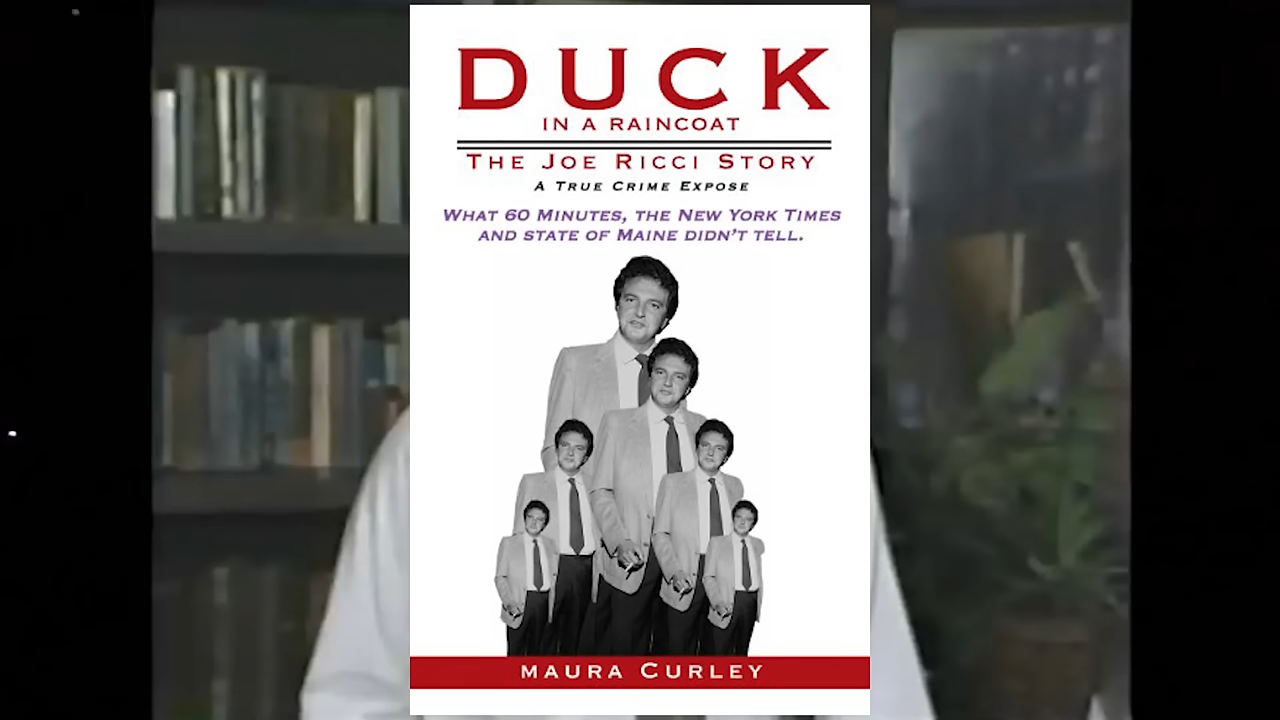 DUCK
IN A RAINCOAT
THE JOE RICCI STORY
A TRUE CRIME EXPOSE
WHAT 60 MINUTES, THE NEW YORK TIMES
AND STATE OF MAINE DIDN'T TELL.
MAURA CURLEY